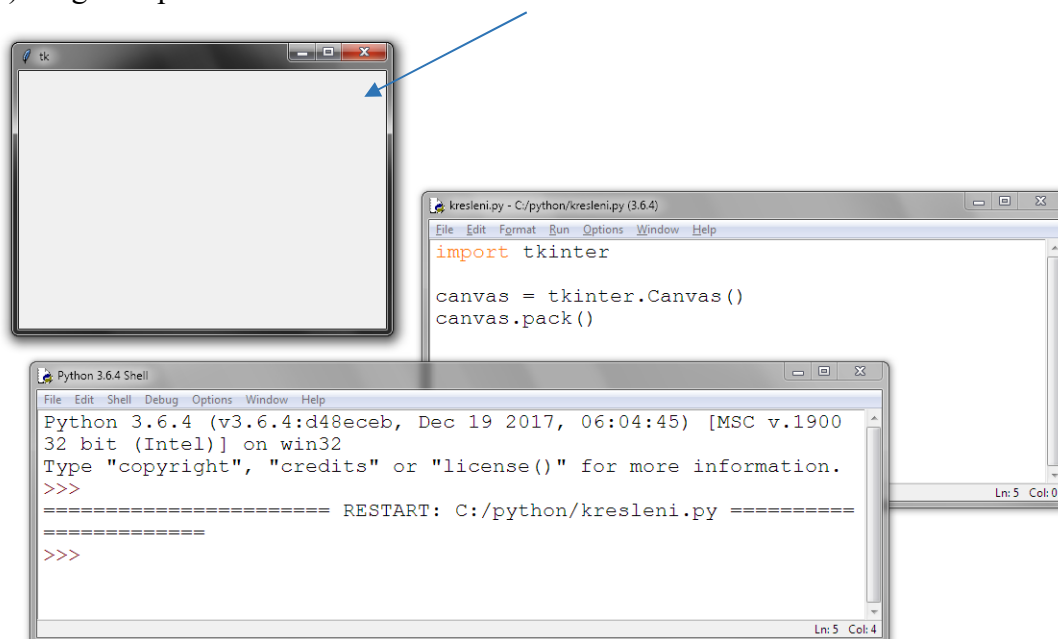 tk
kresleni.py - C:/python/kresleni.py (3.6.4)
File Edit Format Run Options Window Help
import tkinter
canvas = tkinter.Canvas()
canvas.pack()
Ln: 5 Col: 0
Python 3.6.4 Shell
File Edit Shell Debug Options Window Help
Python 3.6.4 (v3.6.4:d48eceb, Dec 19 2017, 06:04:45) [MSC v.1900
32 bit (Intel)] on win32
Type "copyright", "credits" or "license()" for more information.
>>>
======================= RESTART: C:/python/kresleni.py ==========
=============
>>>
Ln: 5 Col: 4